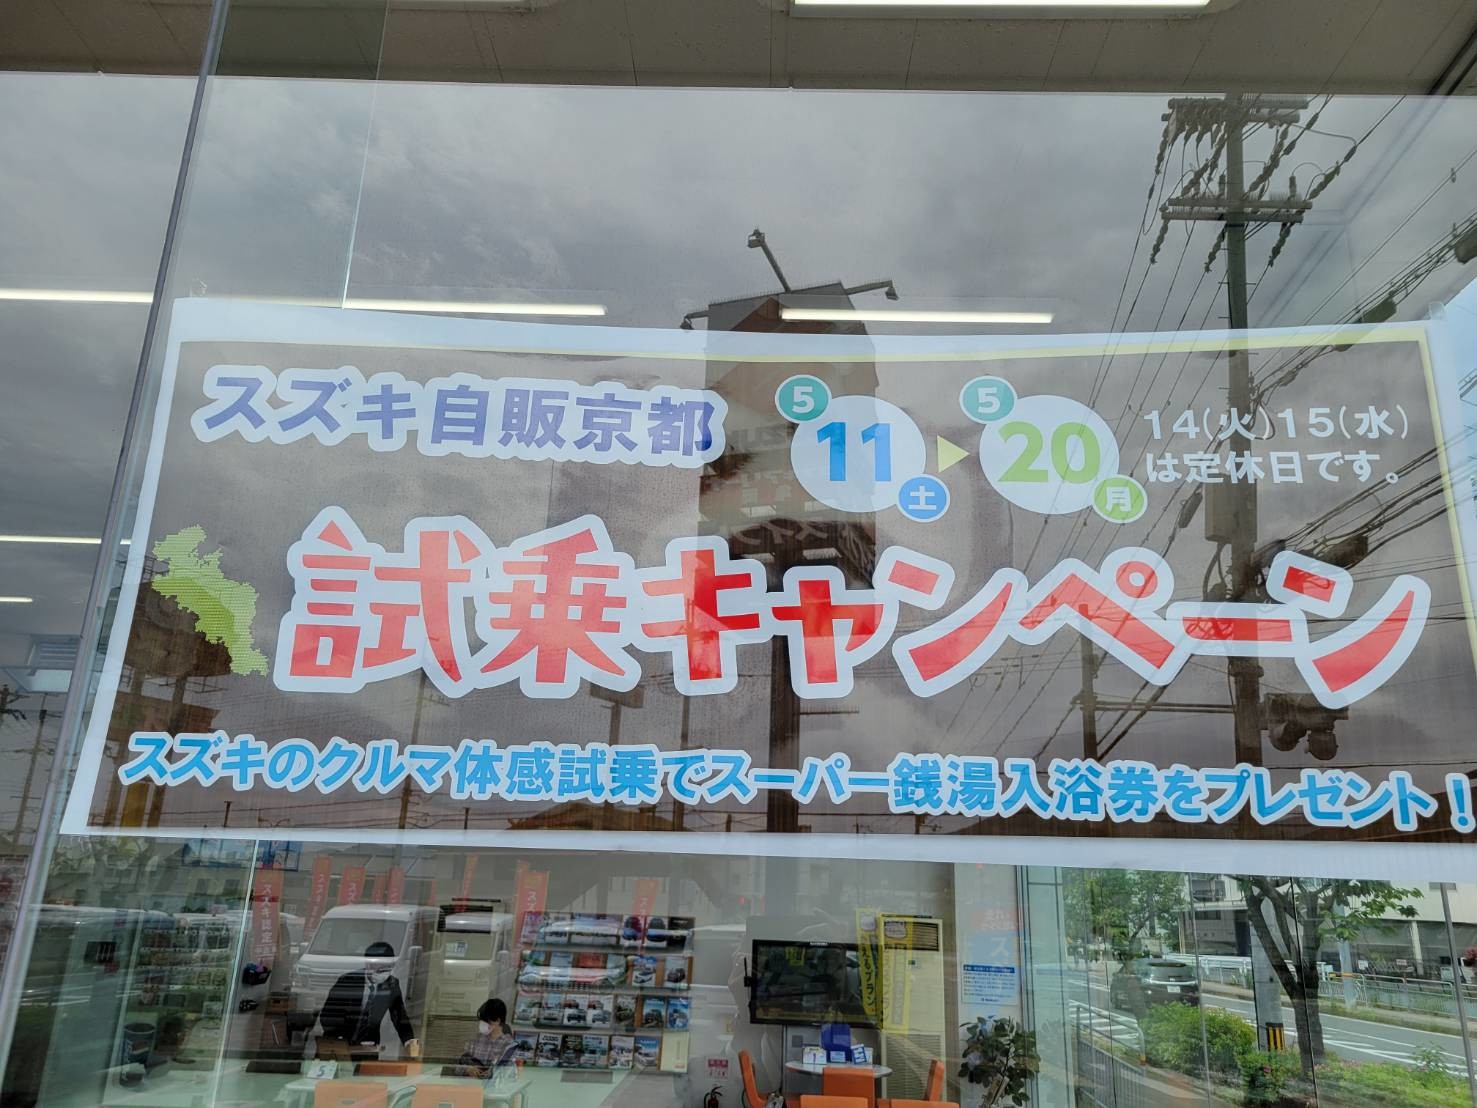 スズキ自販京都
5 11 土 ▶ 5 20 月
14(火)15(水)
は定休日です。
試乗キャンペーン
スズキのクルマ体感試乗でスーパー銭湯入浴券をプレゼント!